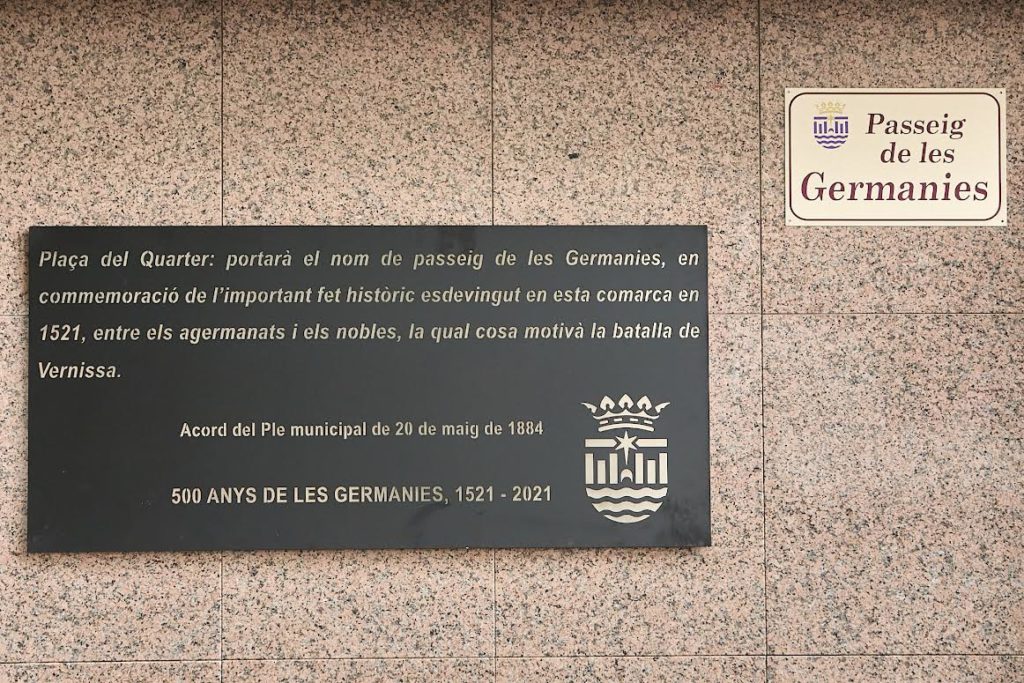 Passeig
de les
Germanies
Plaça del Quarter: portarà el nom de passeig de les Germanies, en
commemoració de l'important fet històric esdevingut en esta comarca en
1521, entre els agermanats i els nobles, la qual cosa motivà la batalla de
Vernissa.
Acord del Ple municipal de 20 de maig de 1884
500 ANYS DE LES GERMANIES, 1521 - 2021